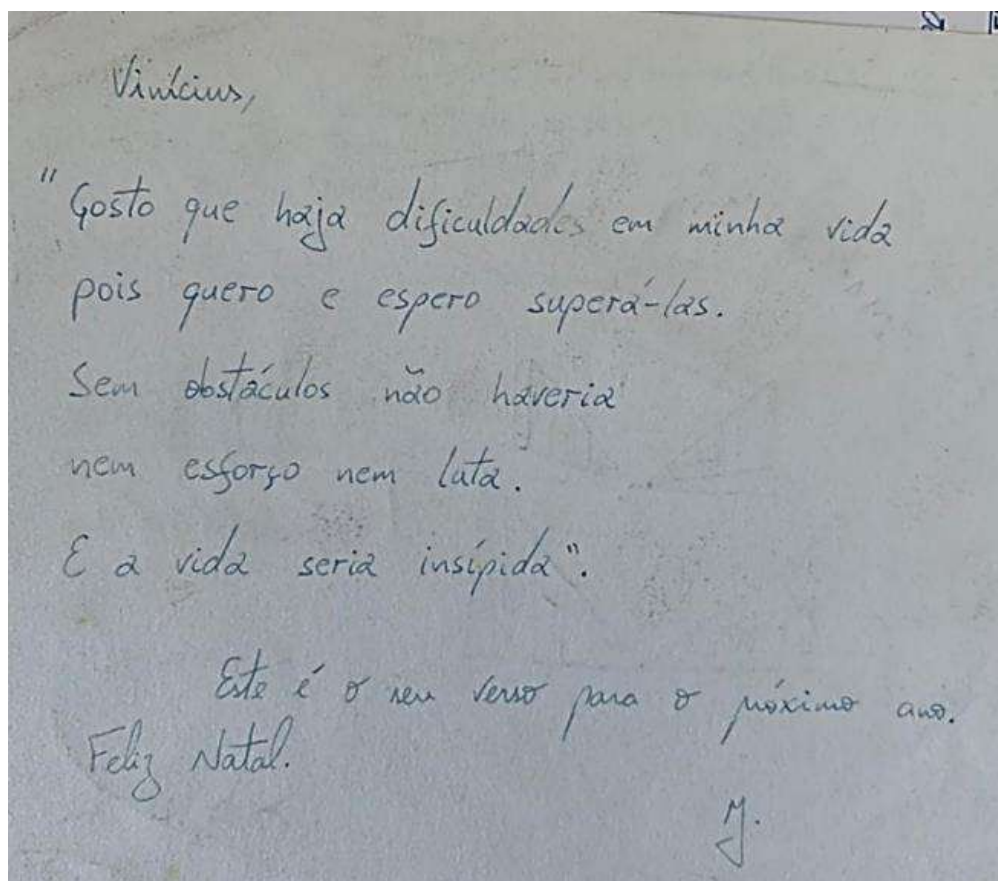 Vinícius,
"Gosto que haja dificuldades em minha vida
pois quero e espero superá-las.
Sem obstáculos não haveria
nem esforço nem luta.
E a vida seria insípida".
Este é o seu verso para o próximo ano.
Feliz Natal.